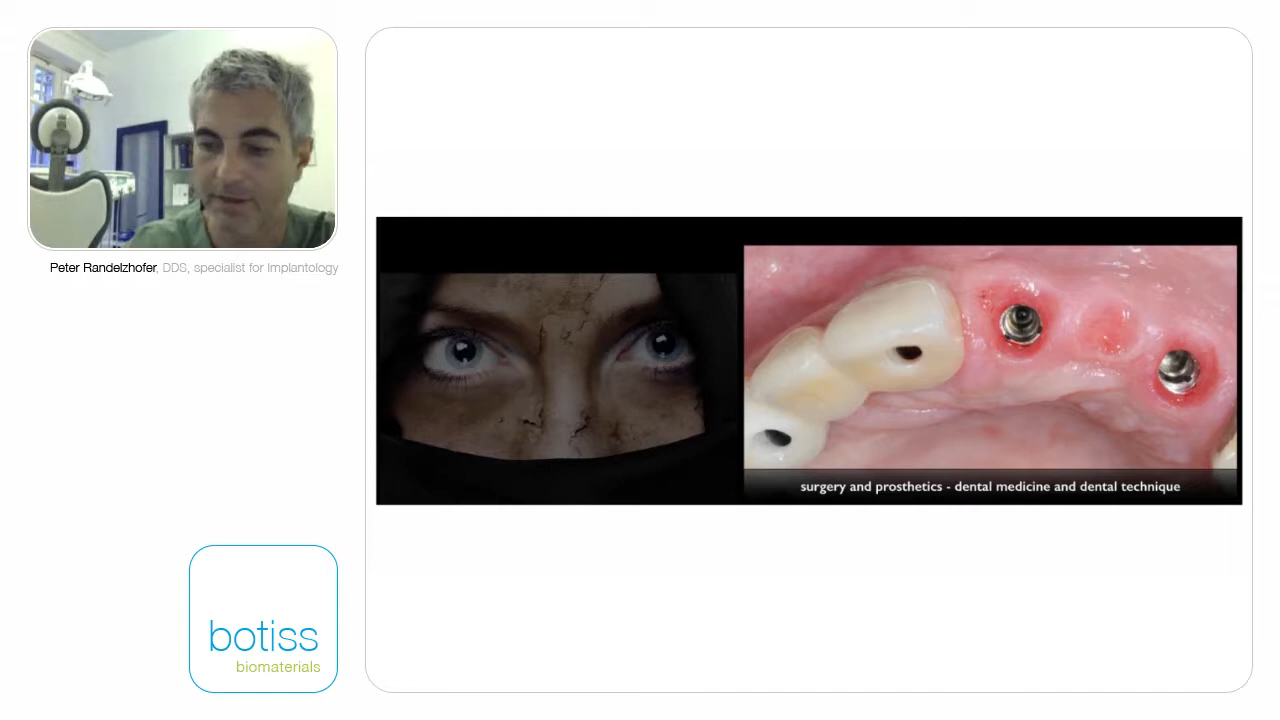 Peter Randelzhofer, DDS, specialist for Implantology
surgery and prosthetics - dental medicine and dental technique
botiss
biomaterials